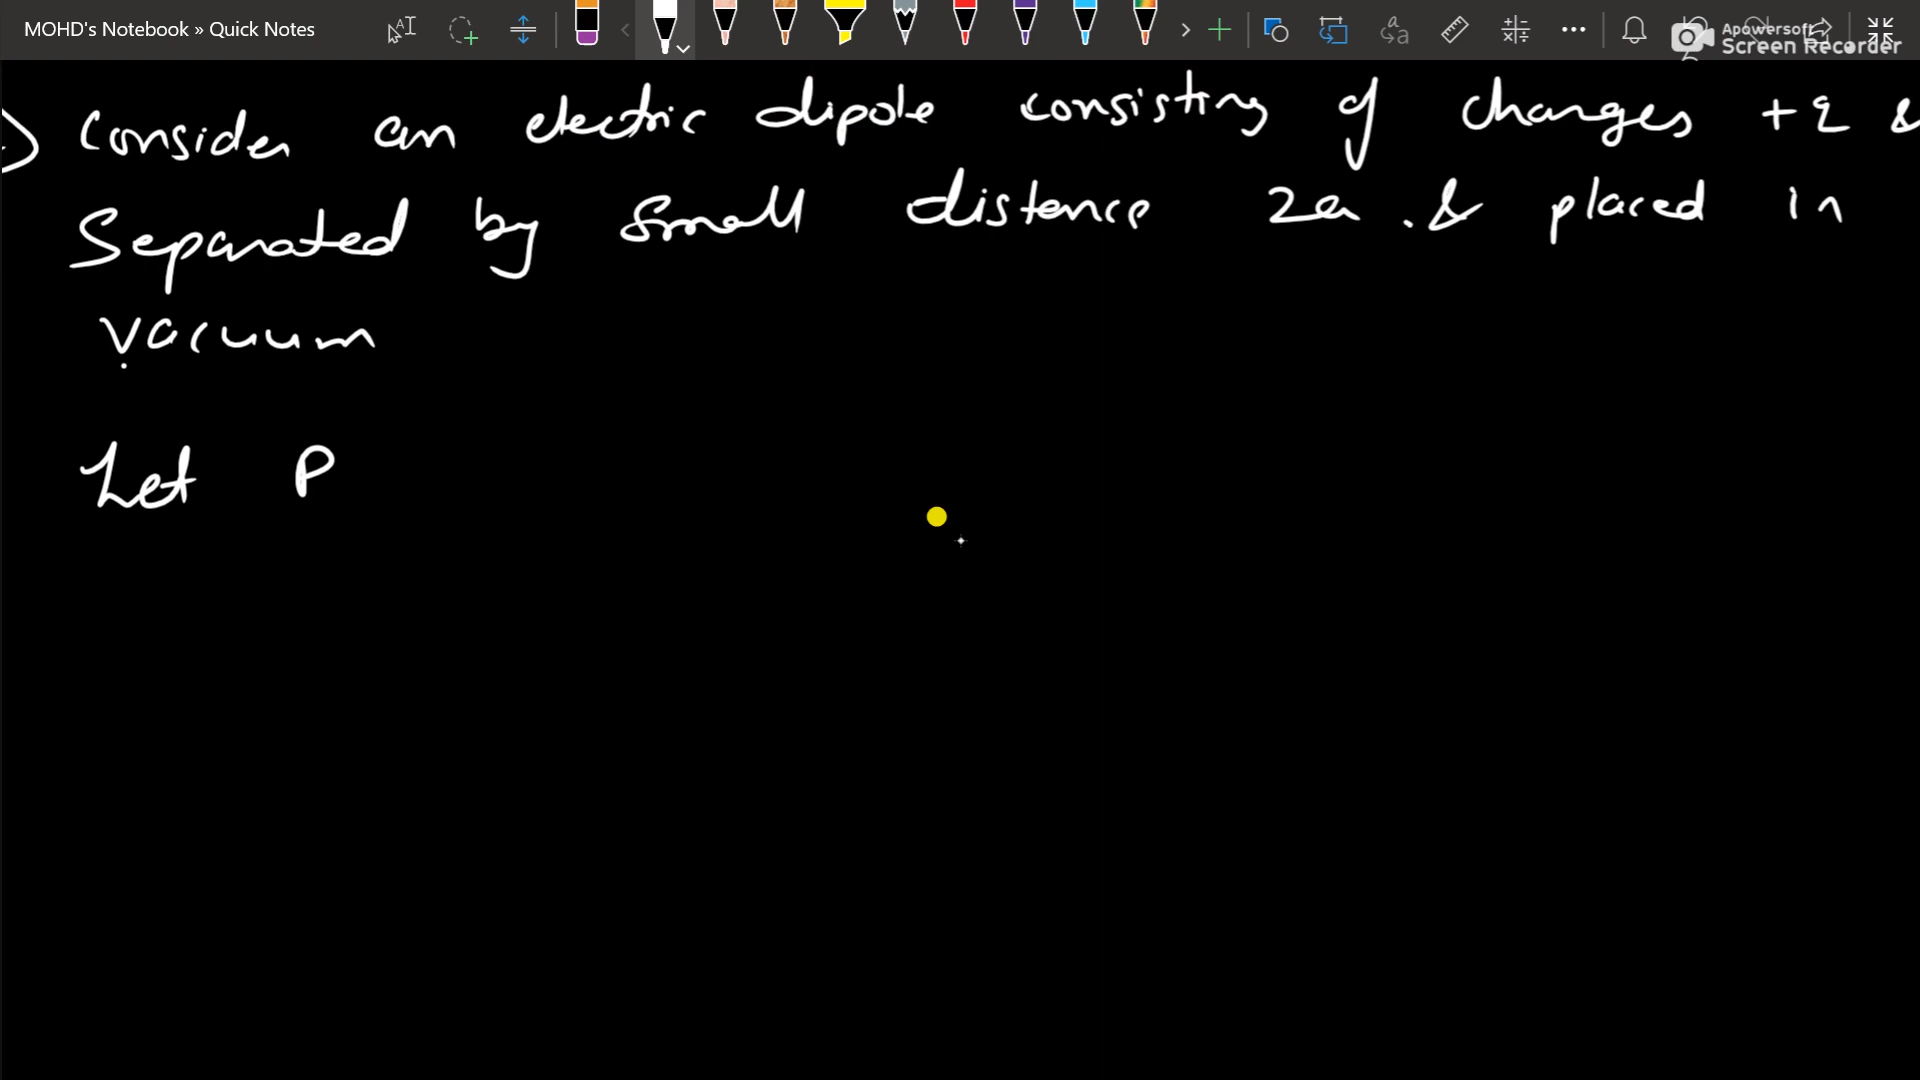 MOHD's Notebook » Quick Notes
Apowersoft
Screen Recorder
Consider an electric dipole consisting of charges +q &
Separated by small distance 2a . & placed in
vacuum
Let P